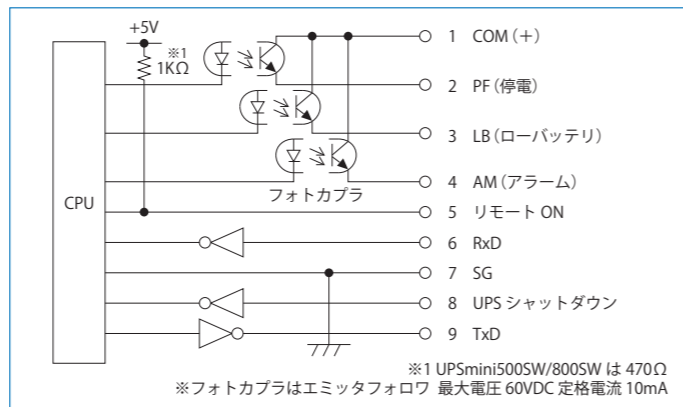 +5V
※1
1KΩ
CPU
フォトカプラ
1 COM (+)
2 PF (停電)
3 LB (ローバッテリ)
4 AM (アラーム)
5 リモート ON
6 RxD
7 SG
8 UPS シャットダウン
9 TxD
※1 UPSmini500SW/800SW は 470Ω
※フォトカプラはエミッタフォロワ 最大電圧 60VDC 定格電流 10mA